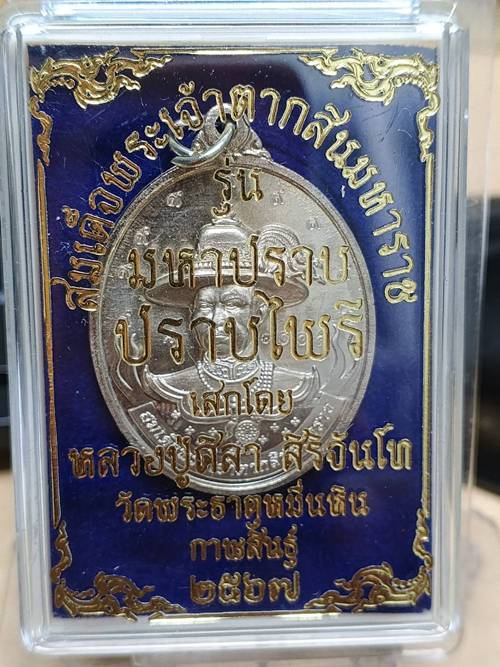 สมเด็จพระเจ้าตากสินมหาราช
รุ่น
มหาปราบ
ปราบไพรี
เสกโดย
หลวงปู่ศิลา สิริจันโท
วัดพระธาตุหมื่นหิน
กาฬสินธุ์
๒๕๖๗